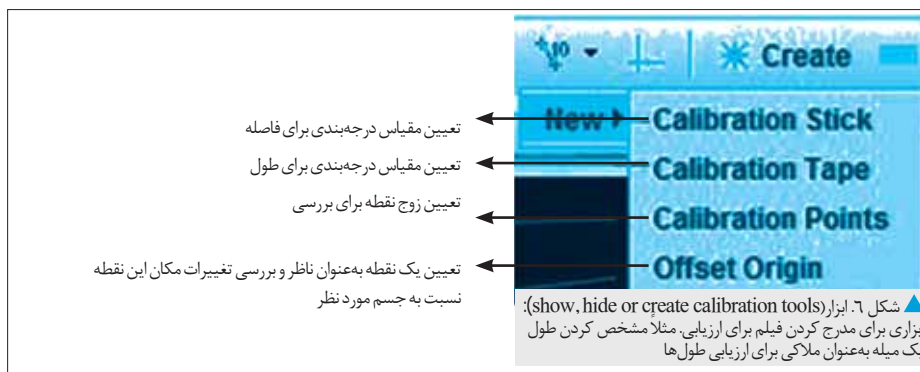 Create
New
Calibration Stick
Calibration Tape
Calibration Points
Offset Origin
تعیین مقیاس درجه‌بندی برای فاصله
تعیین مقیاس درجه‌بندی برای طول
تعیین زوج نقطه برای بررسی
تعیین یک نقطه به‌عنوان ناظر و بررسی تغییرات مکان این نقطه
نسبت به جسم مورد نظر
شکل ٦. ابزار(show, hide or create calibration tools):
بزاری برای مدرج کردن فیلم برای ارزیابی. مثلاً مشخص کردن طول
یک میله به‌عنوان ملاکی برای ارزیابی طول‌ها